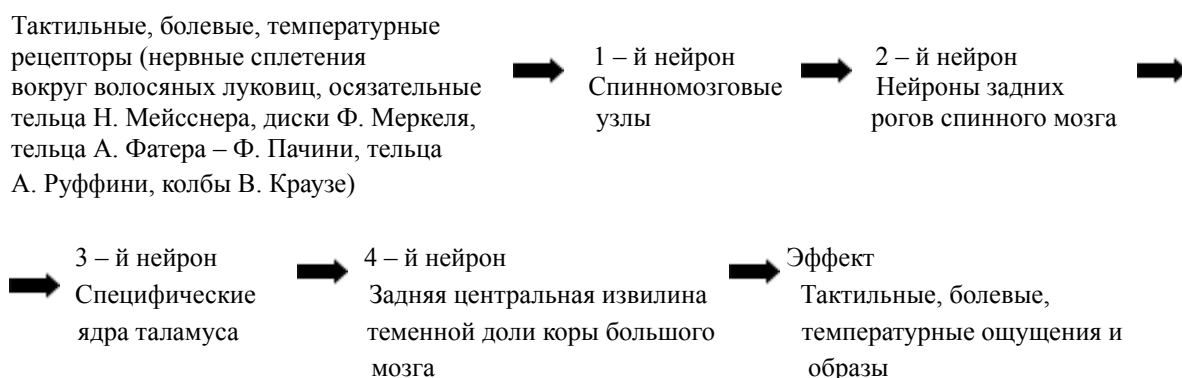 Тактильные, болевые, температурные
рецепторы (нервные сплетения
вокруг волосяных луковиц, осязательные
тельца Н. Мейсснера, диски Ф. Меркеля,
тельца А. Фатера – Ф. Пачини, тельца
А. Руффини, колбы В. Краузе)
1 – й нейрон
Спинномозговые
узлы
2 – й нейрон
Нейроны задних
рогов спинного мозга
3 – й нейрон
Специфические
ядра таламуса
4 – й нейрон
Задняя центральная извилина
теменной доли коры большого
мозга
Эффект
Тактильные, болевые,
температурные ощущения и
образы